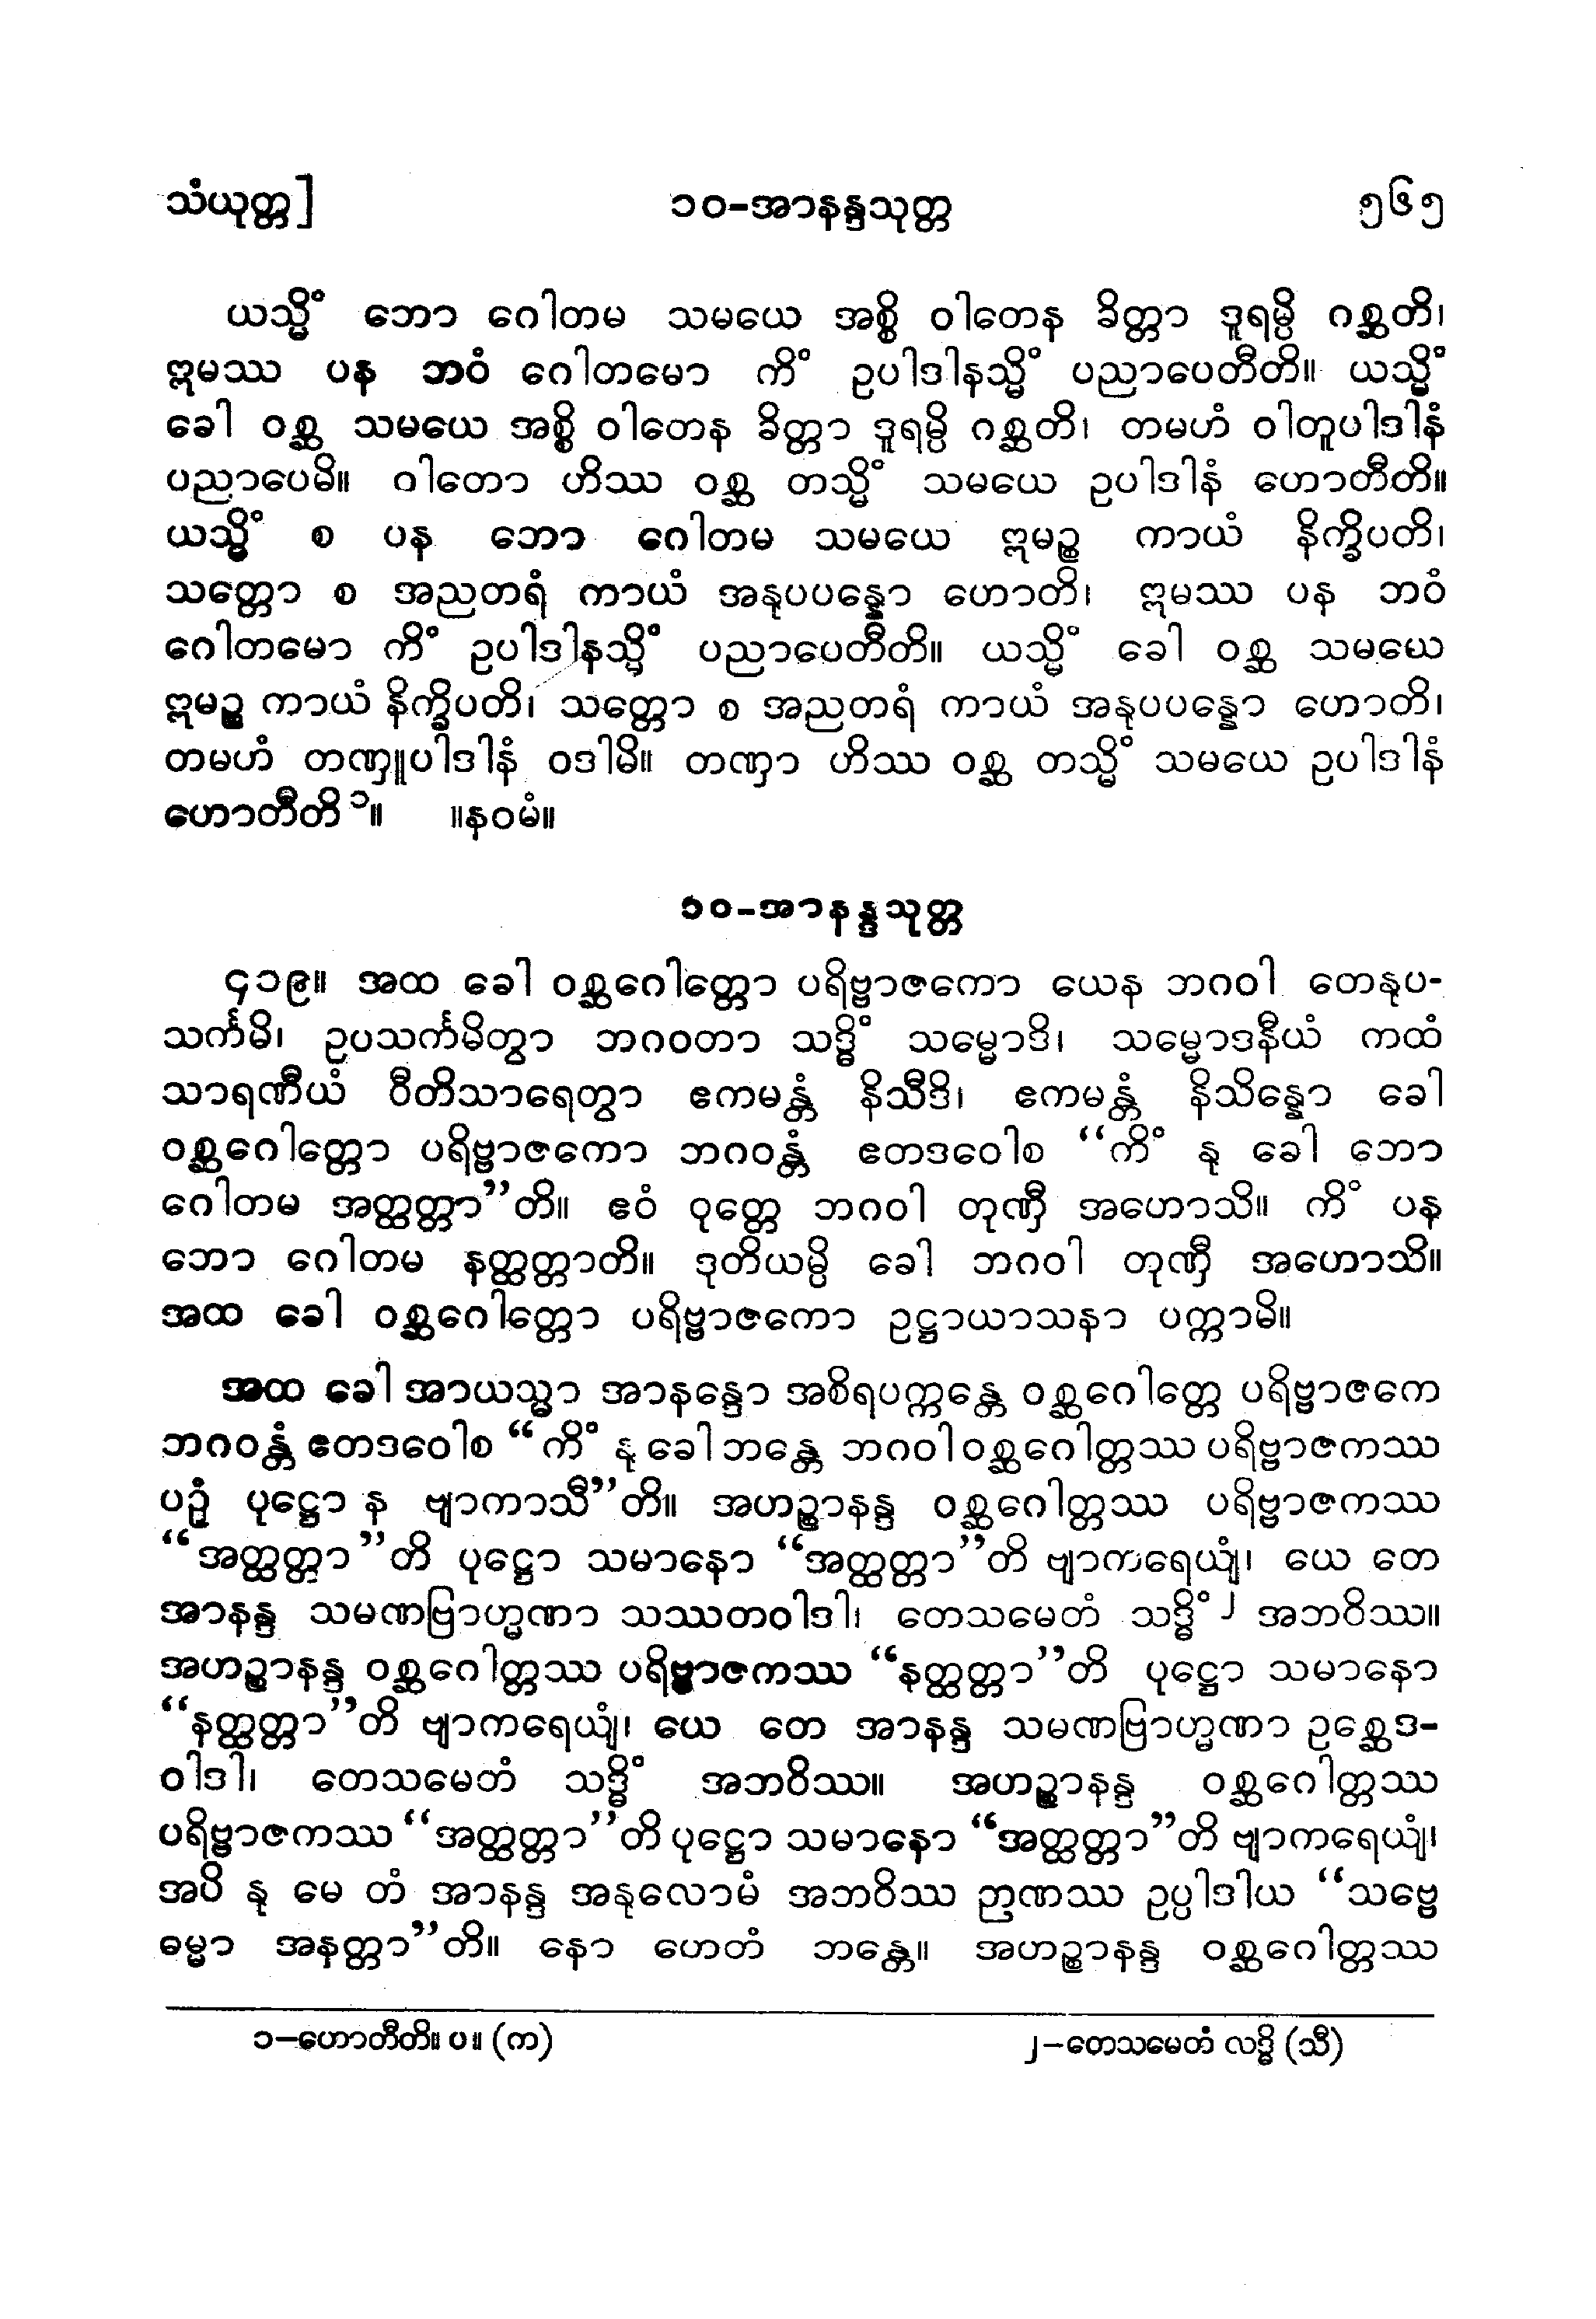 သံယုတ္တ] ၁၀-အာနန္ဒသုတ္တ ၅၆၅
ယသ္မိံ ဘော ဂေါတမ သမယေ အစ္စိ ဝါတေန ခိတ္တာ ဒူရမ္ပိ ဂစ္ဆတိ၊
ဣမဿ ပန ဘဝံ ဂေါတမော ကိံ ဥပါဒါနသ္မိံ ပညာပေတီတိ။ ယသ္မိံ
ခေါ ဝစ္ဆ သမယေ အစ္စိ ဝါတေန ခိတ္တာ ဒူရမ္ပိ ဂစ္ဆတိ၊ တမဟံ ဝါတူပါဒါနံ
ပညာပေမိ။ ဝါတော ဟိဿ ဝစ္ဆ တသ္မိံ သမယေ ဥပါဒါနံ ဟောတီတိ။
ယသ္မိံ စ ပန ဘော ဂေါတမ သမယေ ဣမဉ္စ ကာယံ နိက္ခိပတိ၊
သတ္တော စ အညတရံ ကာယံ အနုပပန္နော ဟောတိ၊ ဣမဿ ပန ဘဝံ
ဂေါတမော ကိံ ဥပါဒါနသ္မိံ ပညာပေတီတိ။ ယသ္မိံ ခေါ ဝစ္ဆ သမယေ
ဣမဉ္စ ကာယံ နိက္ခိပတိ၊ သတ္တော စ အညတရံ ကာယံ အနုပပန္နော ဟောတိ၊
တမဟံ တဏှူပါဒါနံ ဝဒါမိ။ တဏှာ ဟိဿ ဝစ္ဆ တသ္မိံ သမယေ ဥပါဒါနံ
ဟောတီတိ ၁။ ။နဝမံ။
၁၀-အာနန္ဒသုတ္တ
၄၁၉။ အထ ခေါ ဝစ္ဆဂေါတ္တော ပရိဗ္ဗာဇကော ယေန ဘဂဝါ တေနုပ-
သင်္ကမိ၊ ဥပသင်္ကမိတွာ ဘဂဝတာ သဒ္ဓိံ သမ္မောဒိ၊ သမ္မောဒနီယံ ကထံ
သာရဏီယံ ဝီတိသာရေတွာ ဧကမန္တံ နိသီဒိ၊ ဧကမန္တံ နိသိန္နော ခေါ
ဝစ္ဆဂေါတ္တော ပရိဗ္ဗာဇကော ဘဂဝန္တံ ဧတဒဝေါစ “ကိံ နု ခေါ ဘော
ဂေါတမ အတ္ထတ္တာ”တိ။ ဧဝံ ဝုတ္တေ ဘဂဝါ တုဏှီ အဟောသိ။ ကိံ ပန
ဘော ဂေါတမ နတ္ထတ္တာတိ။ ဒုတိယမ္ပိ ခေါ ဘဂဝါ တုဏှီ အဟောသိ။
အထ ခေါ ဝစ္ဆဂေါတ္တော ပရိဗ္ဗာဇကော ဥဋ္ဌာယာသနာ ပက္ကာမိ။
အထ ခေါ အာယသ္မာ အာနန္ဒော အစိရပက္ကန္တေ ဝစ္ဆဂေါတ္တေ ပရိဗ္ဗာဇကေ
ဘဂဝန္တံ ဧတဒဝေါစ “ကိံ နု ခေါ ဘန္တေ ဘဂဝါ ဝစ္ဆဂေါတ္တဿ ပရိဗ္ဗာဇကဿ
ပဥှံ ပုဋ္ဌော န ဗျာကာသီ”တိ။ အဟဉ္စာနန္ဒ ဝစ္ဆဂေါတ္တဿ ပရိဗ္ဗာဇကဿ
“အတ္ထတ္တာ”တိ ပုဋ္ဌော သမာနော “အတ္ထတ္တာ”တိ ဗျာကရေယျံ၊ ယေ တေ
အာနန္ဒ သမဏဗြာဟ္မဏာ သဿတဝါဒါ၊ တေသမေတံ သဒ္ဓိံ ၂ အဘဝိဿ။
အဟဉ္စာနန္ဒ ဝစ္ဆဂေါတ္တဿ ပရိဗ္ဗာဇကဿ “နတ္ထတ္တာ”တိ ပုဋ္ဌော သမာနော
“နတ္ထတ္တာ”တိ ဗျာကရေယျံ၊ ယေ တေ အာနန္ဒ သမဏဗြာဟ္မဏာ ဥစ္ဆေဒ-
ဝါဒါ၊ တေသမေတံ သဒ္ဓိံ အဘဝိဿ။ အဟဉ္စာနန္ဒ ဝစ္ဆဂေါတ္တဿ
ပရိဗ္ဗာဇကဿ “အတ္ထတ္တာ”တိ ပုဋ္ဌော သမာနော “အတ္ထတ္တာ”တိ ဗျာကရေယျံ၊
အပိ နု မေ တံ အာနန္ဒ အနုလောမံ အဘဝိဿ ဉာဏဿ ဥပ္ပါဒါယ “သဗ္ဗေ
ဓမ္မာ အနတ္တာ”တိ။ နော ဟေတံ ဘန္တေ။ အဟဉ္စာနန္ဒ ဝစ္ဆဂေါတ္တဿ
၁-ဟောတီတိ။ ပ။ (က) ၂-တေသမေတံ လဒ္ဓိ (သီ)